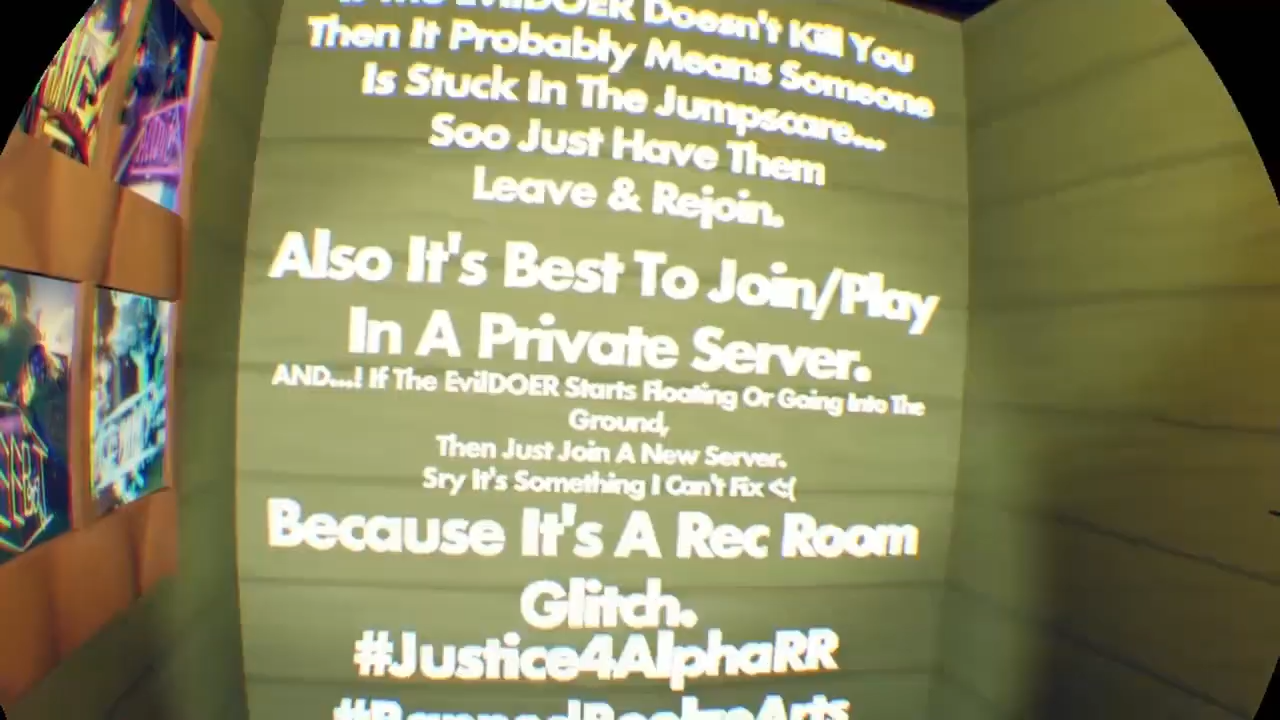 If The EvilDOER Doesn't Kill You
Then It Probably Means Someone
Is Stuck In The Jumpscare...
Soo Just Have Them
Leave & Rejoin.
Also It's Best To Join/Play
In A Private Server.
AND...! If The EvilDOER Starts Floating Or Going Into The
Ground,
Then Just Join A New Server.
Sry It's Something I Can't Fix <:(
Because It's A Rec Room
Glitch.
#Justice4AlphaRR